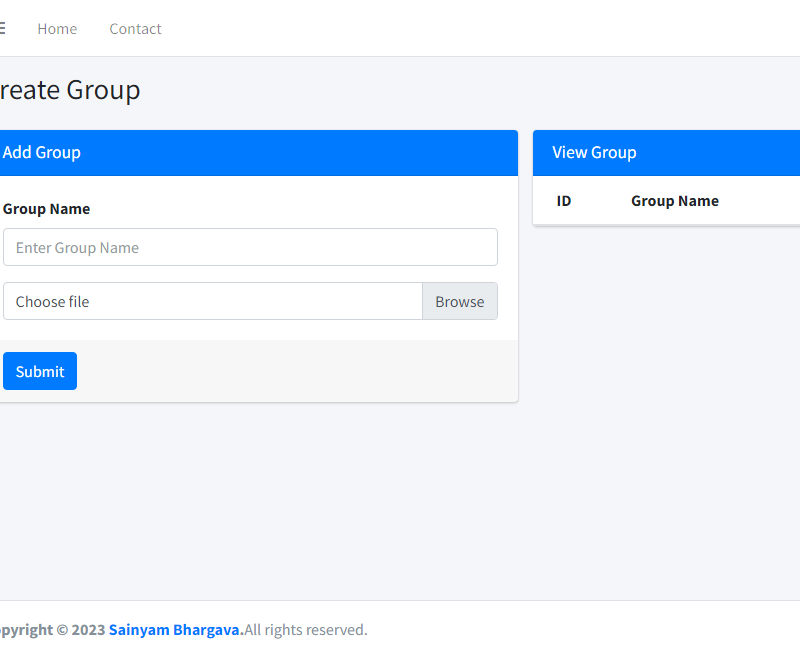 Home Contact
reate Group
Add Group
Group Name
Enter Group Name
Choose file Browse
Submit
View Group
ID Group Name
opyright © 2023 Sainyam Bhargava.All rights reserved.